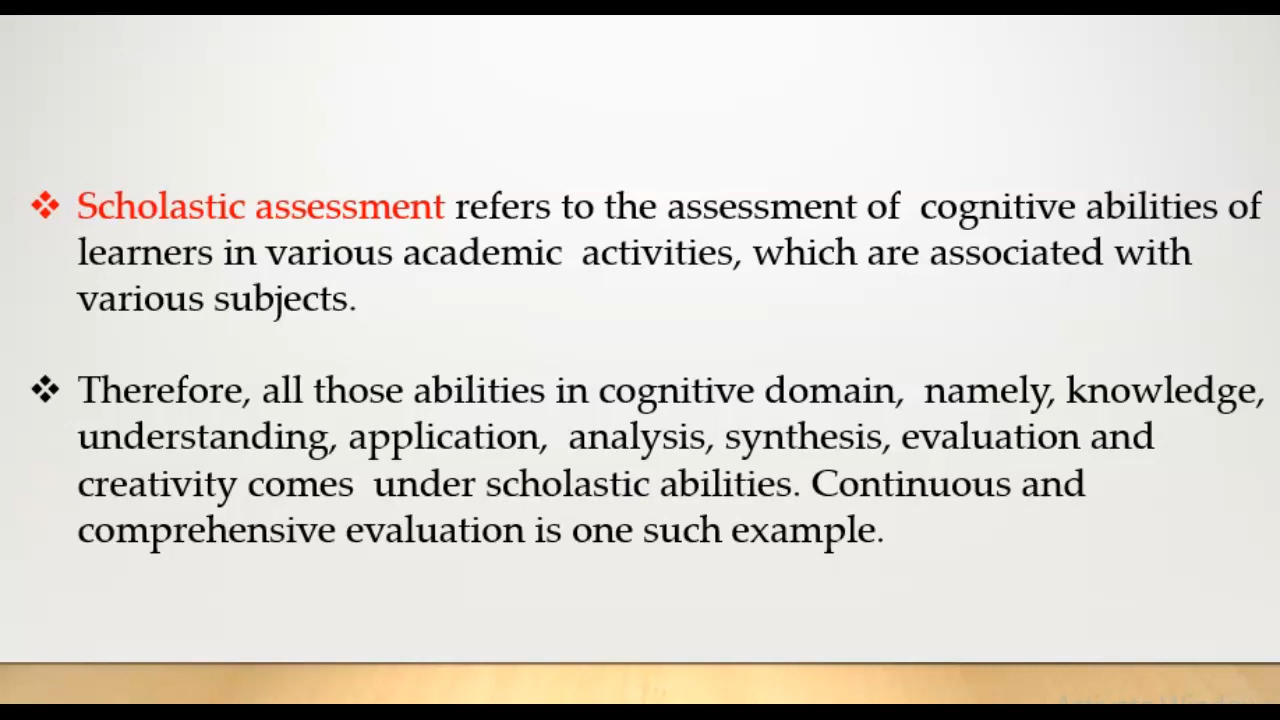 ❖ Scholastic assessment refers to the assessment of cognitive abilities of
learners in various academic activities, which are associated with
various subjects.
❖ Therefore, all those abilities in cognitive domain, namely, knowledge,
understanding, application, analysis, synthesis, evaluation and
creativity comes under scholastic abilities. Continuous and
comprehensive evaluation is one such example.